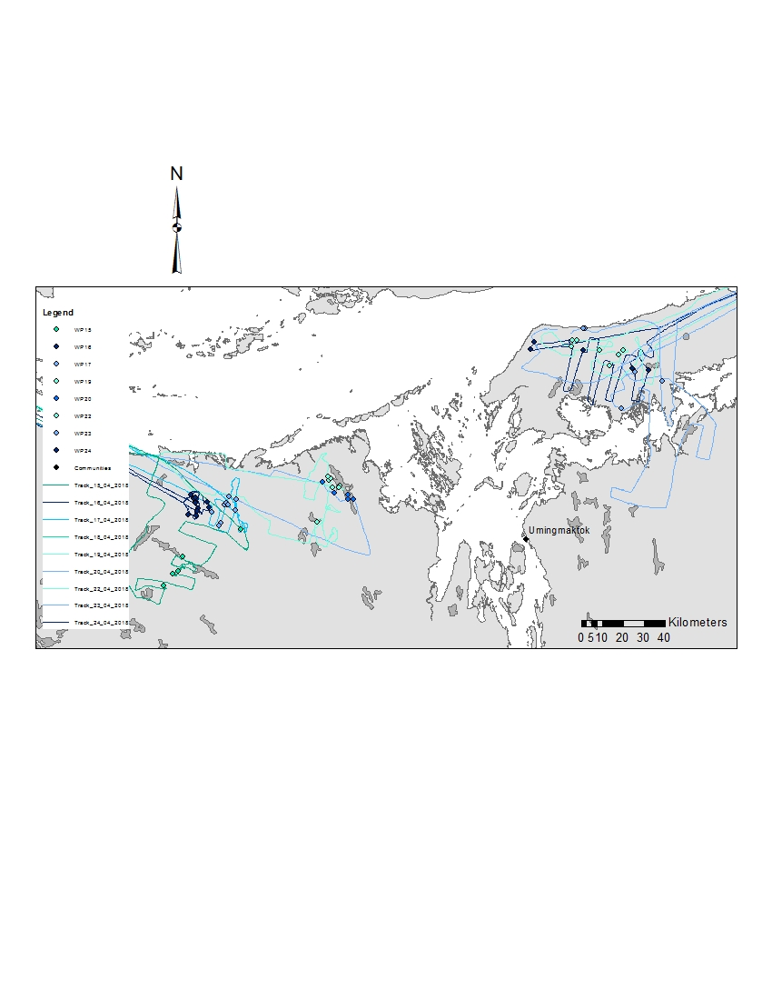 N
Legend
WP15
WP16
WP17
WP19
WP20
WP22
WP23
WP24
Communities
Track_15_04_2018
Track_16_04_2018
Track_17_04_2018
Track_18_04_2018
Track_19_04_2018
Track_20_04_2018
Track_22_04_2018
Track_23_04_2018
Track_24_04_2018
Umingmaktok
Kilometers
0 5 10 20 30 40